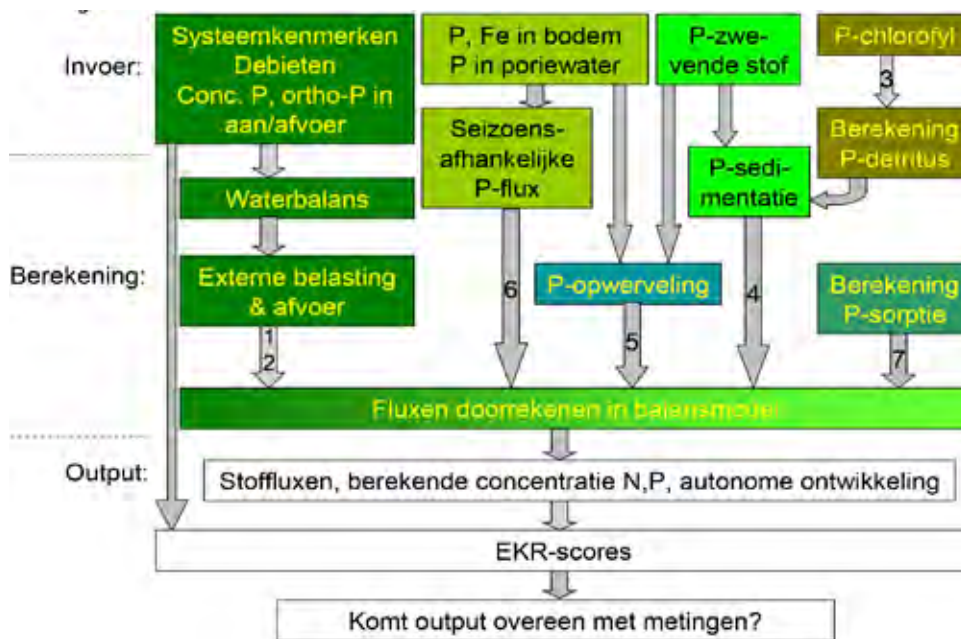 Invoer:
Systeemkenmerken
Debieten
Conc. P, ortho-P in
aan/afvoer
P, Fe in bodem
P in poriewater
P-zwe-
vende stof
P-chlorofyl
3
Seizoens-
afhankelijke
P-flux
P-sedi-
mentatie
Berekening
P-detritus
Waterbalans
Berekening:
Externe belasting
& afvoer
6
P-opwerveling
4
Berekening
P-sorptie
1
2
5
7
Fluxen doorrekenen in balansmodel
Output:
Stoffluxen, berekende concentratie N,P, autonome ontwikkeling
EKR-scores
Komt output overeen met metingen?